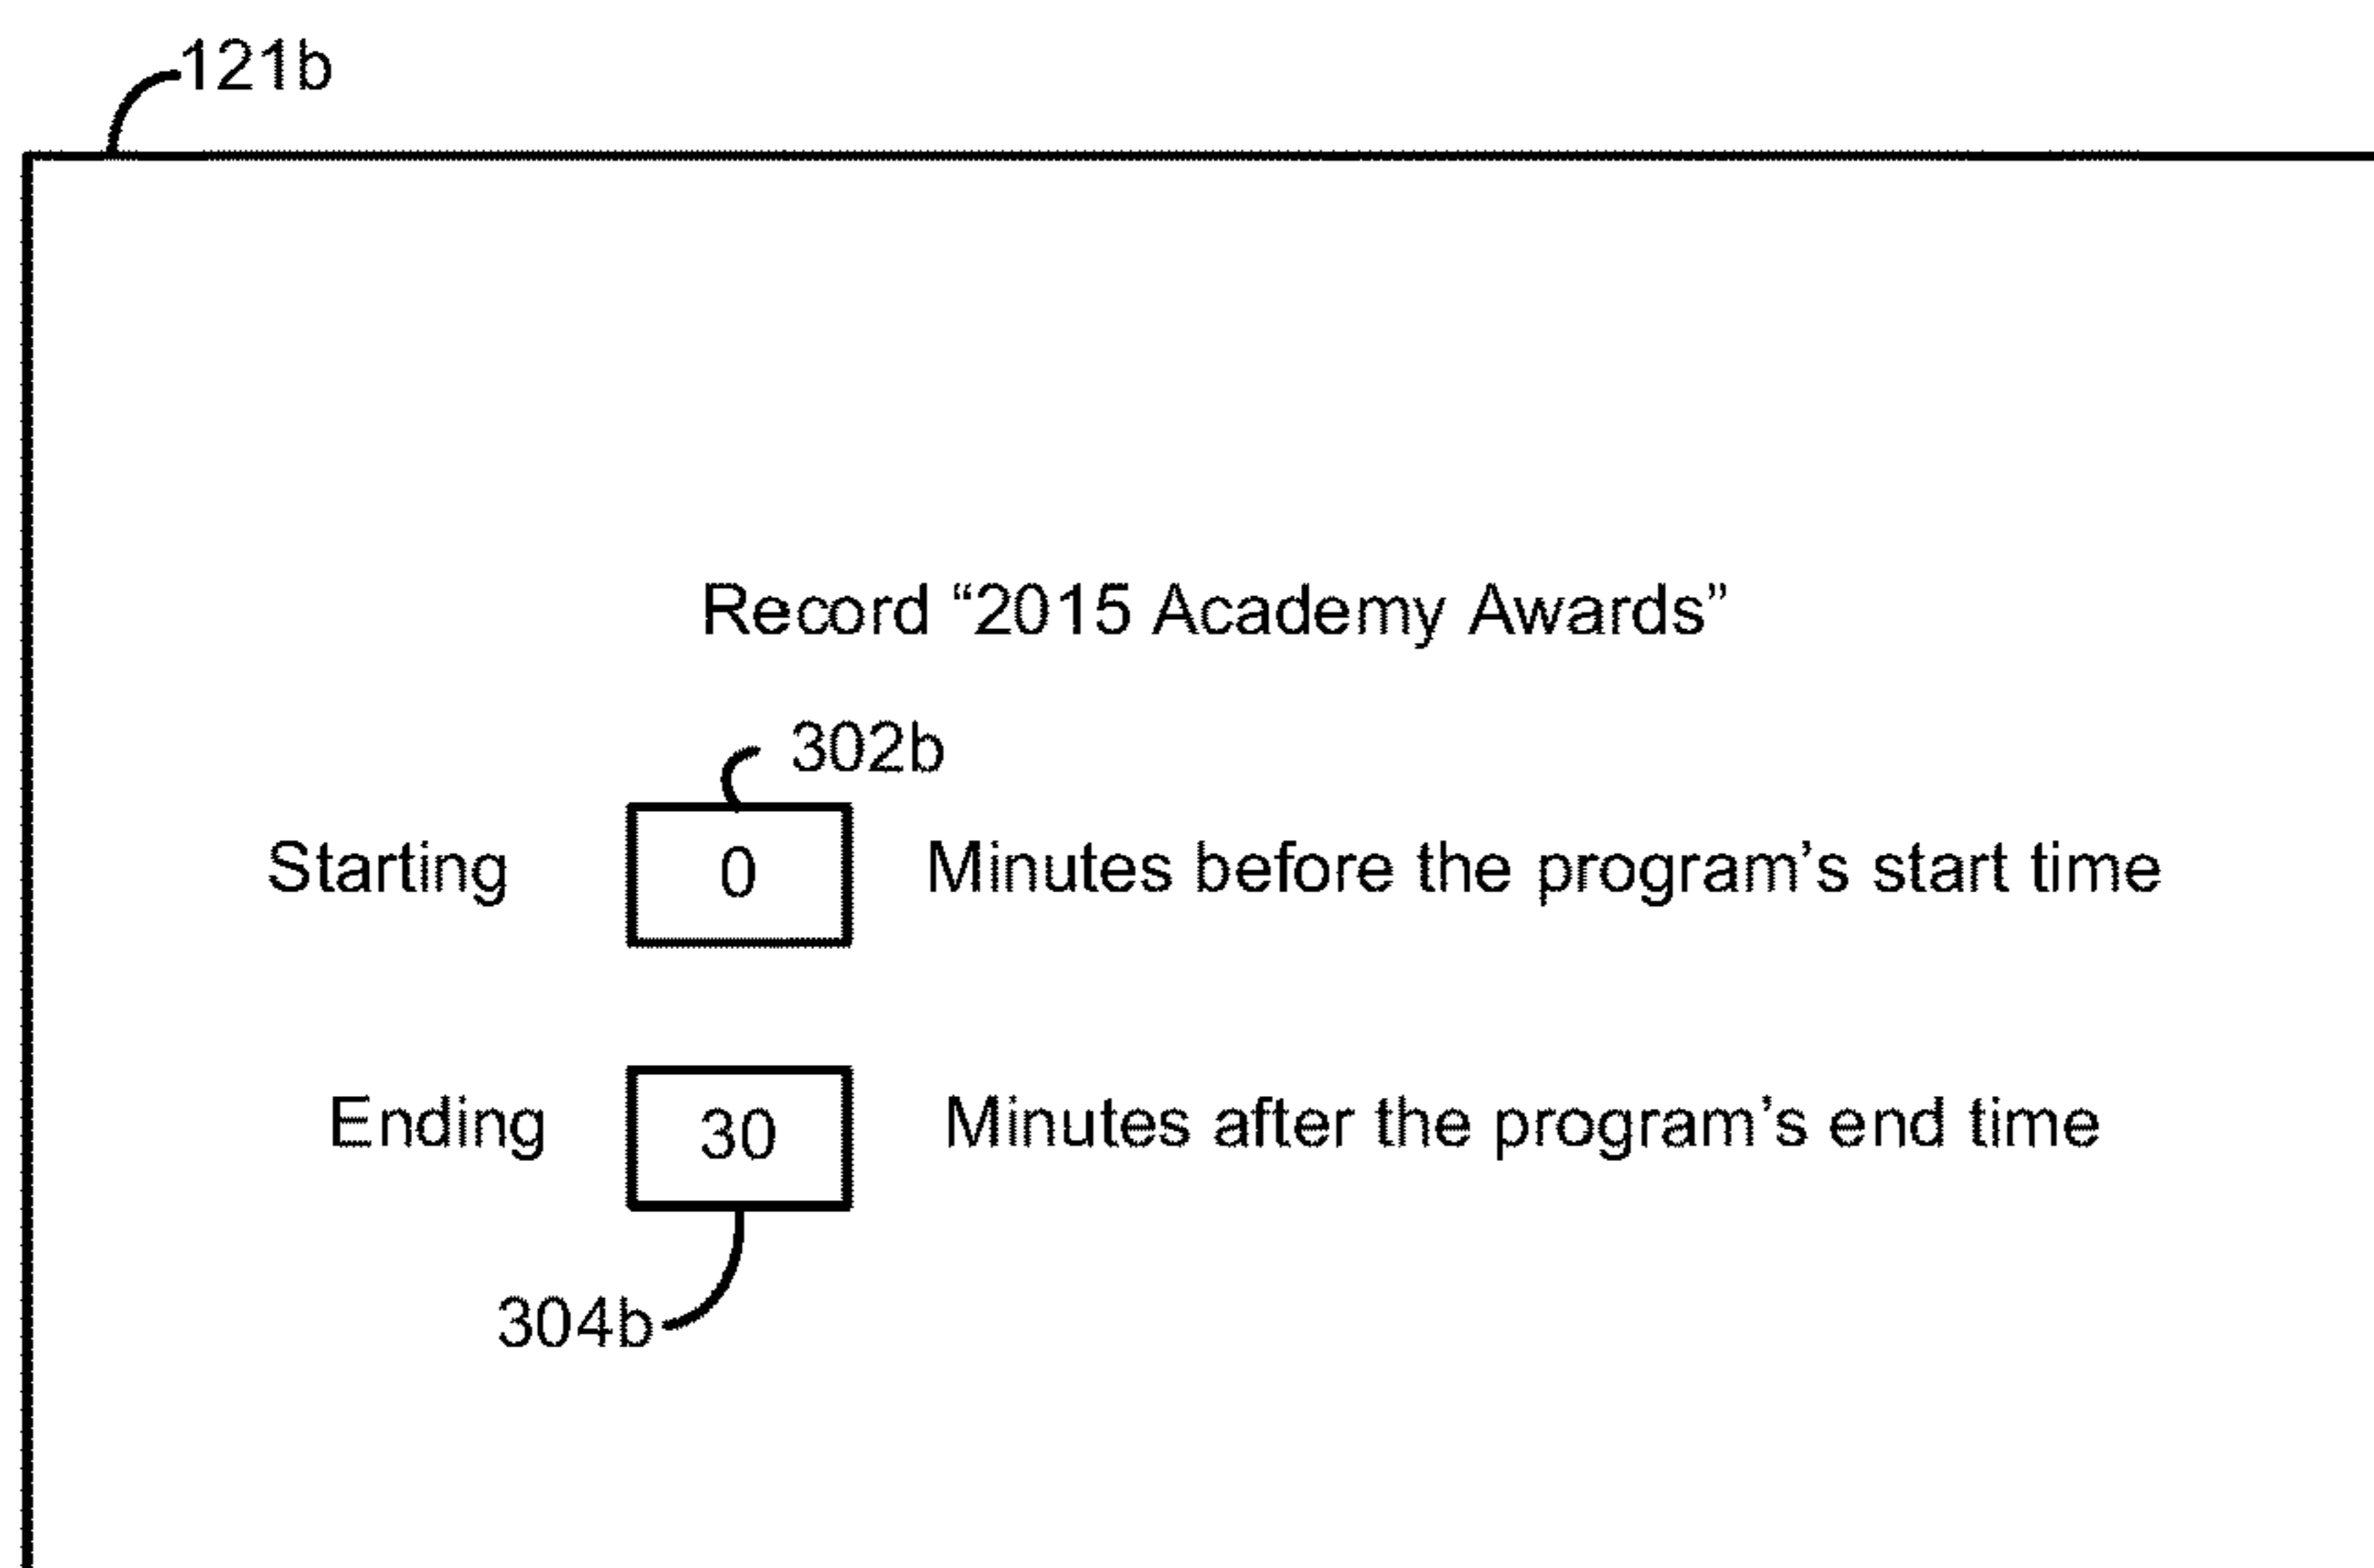 121b
Record “2015 Academy Awards”
302b
Starting 0 Minutes before the program’s start time
Ending 30 Minutes after the program’s end time
304b